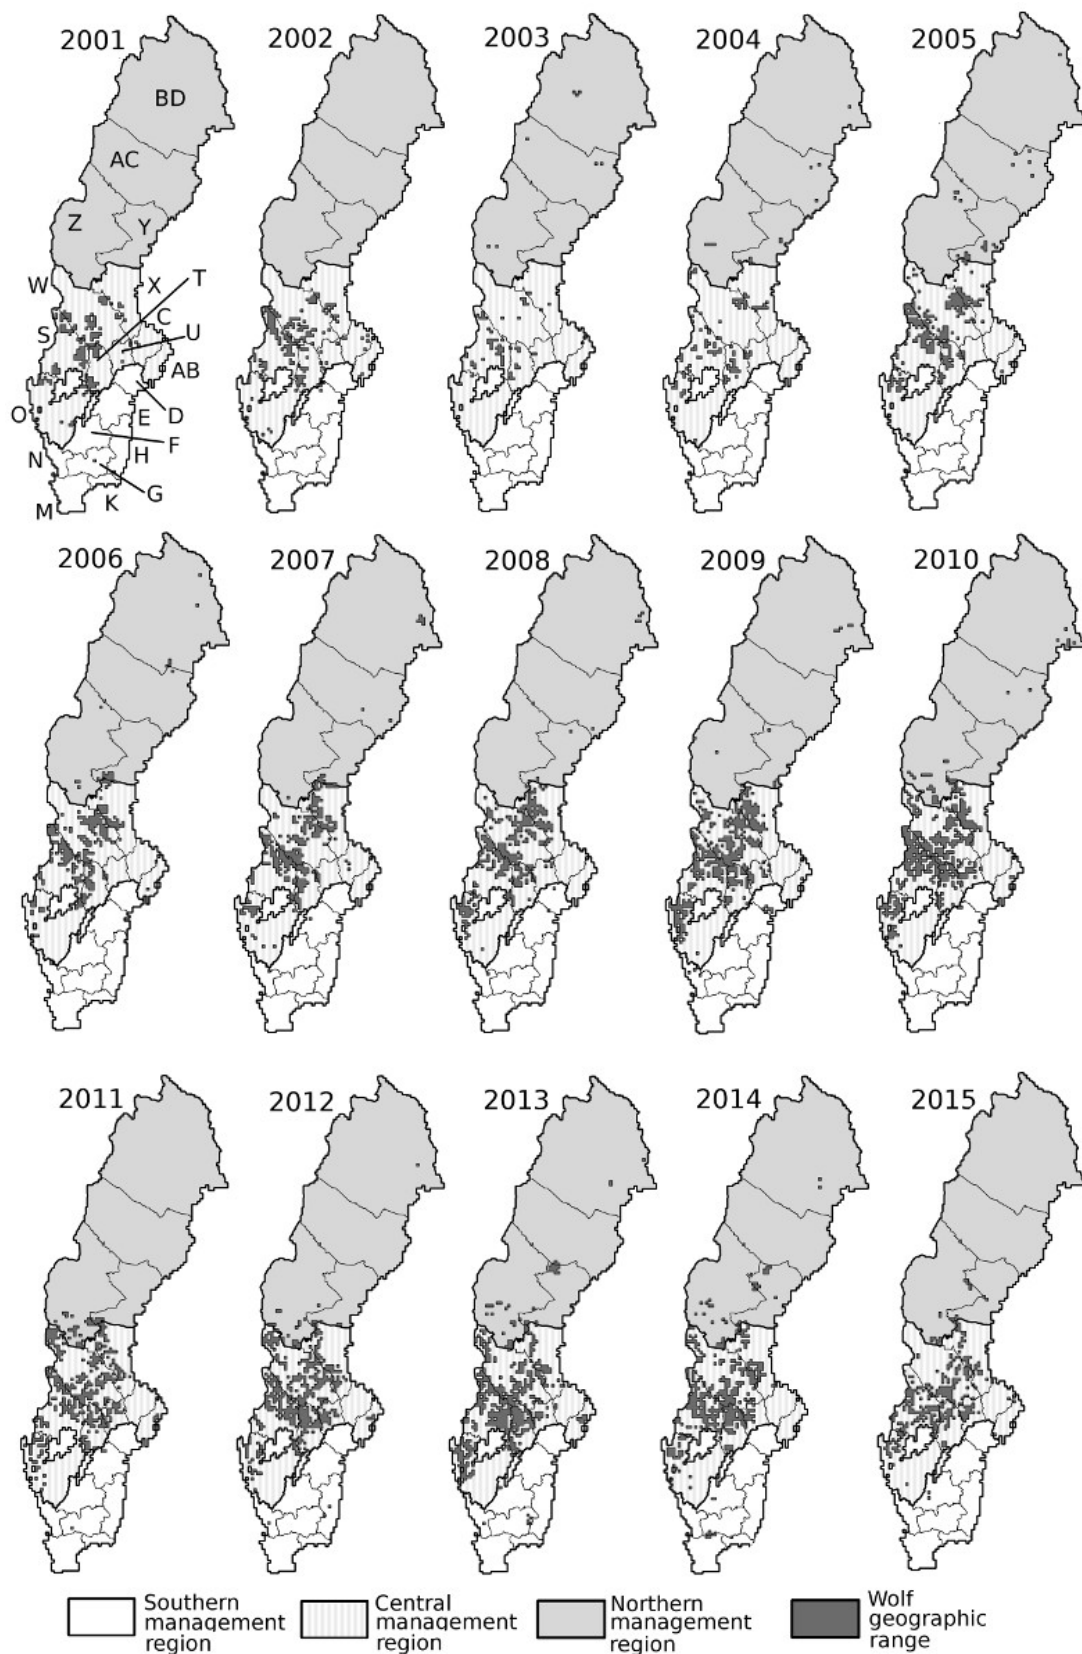 2001 2002 2003 2004 2005
BD
AC
Z Y
W X T
C
S U
AB
O E D
F
N H
G
M K
2006 2007 2008 2009 2010
2011 2012 2013 2014 2015
Southern
management
region
Central
management
region
Northern
management
region
Wolf
geographic
range